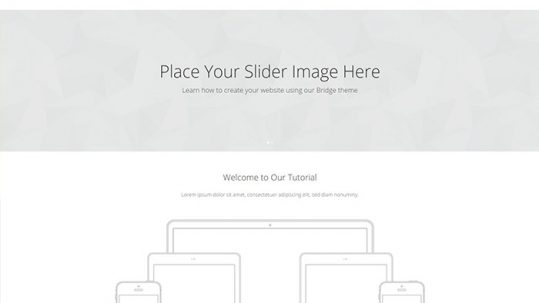 Place Your Slider Image Here
Learn how to create your website using our Bridge theme
Welcome to Our Tutorial
Lorem ipsum dolor sit amet, consectetuer adipiscing elit, sed diam nonummy